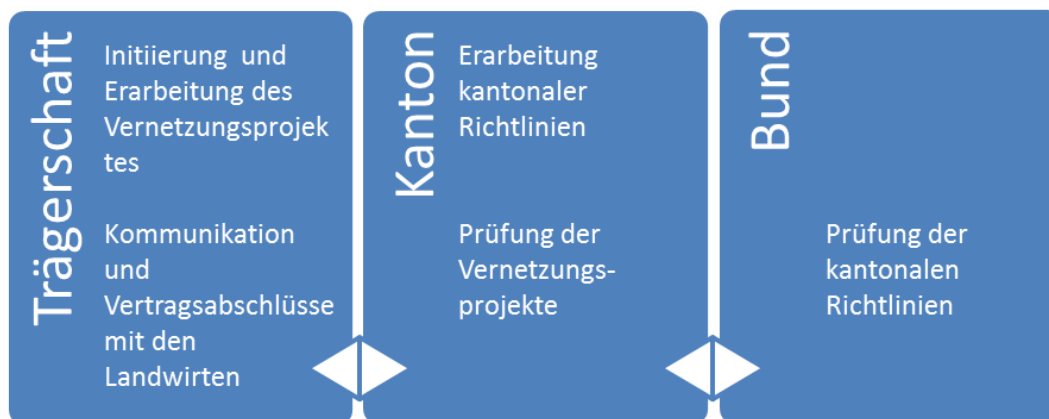 Trägerschaft
Initiierung und
Erarbeitung des
Vernetzungsprojek
tes
Kommunikation
und
Vertragsabschlüsse
mit den
Landwirten
Kanton
Erarbeitung
kantonaler
Richtlinien
Prüfung der
Vernetzungs-
projekte
Bund
Prüfung der
kantonalen
Richtlinien